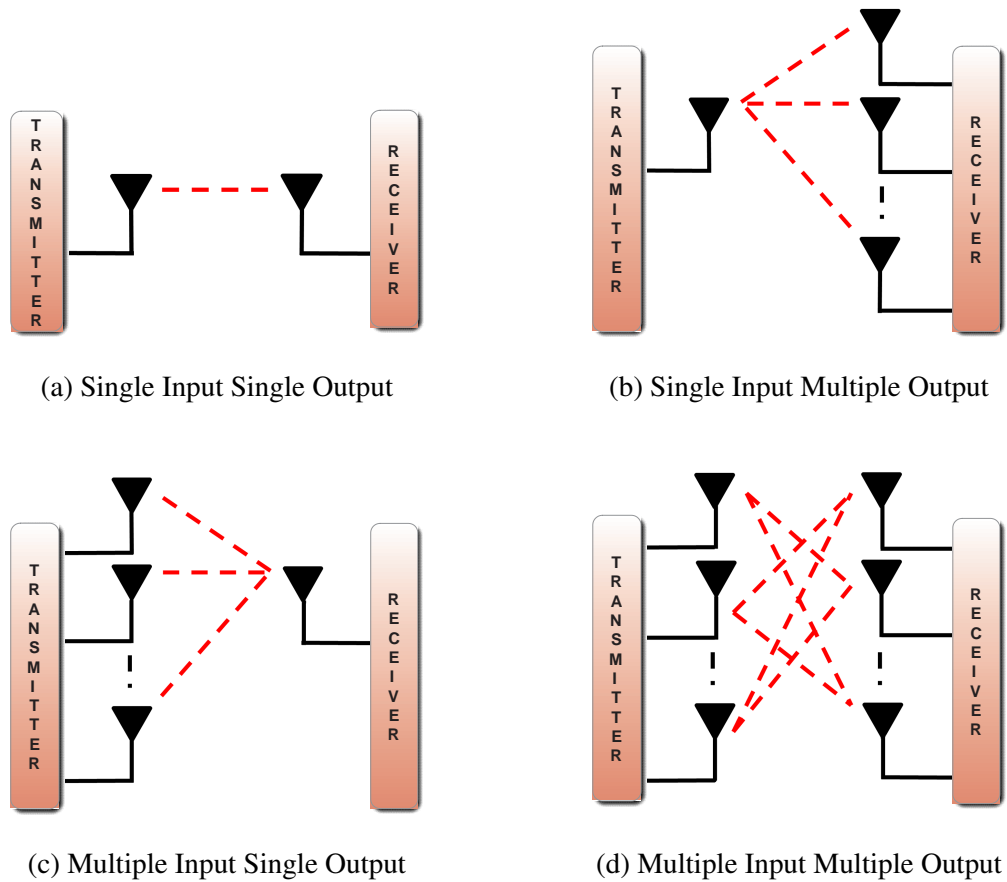 TRANSMITTER
RECEIVER
(a) Single Input Single Output
TRANSMITTER
RECEIVER
(b) Single Input Multiple Output
TRANSMITTER
RECEIVER
(c) Multiple Input Single Output
TRANSMITTER
RECEIVER
(d) Multiple Input Multiple Output